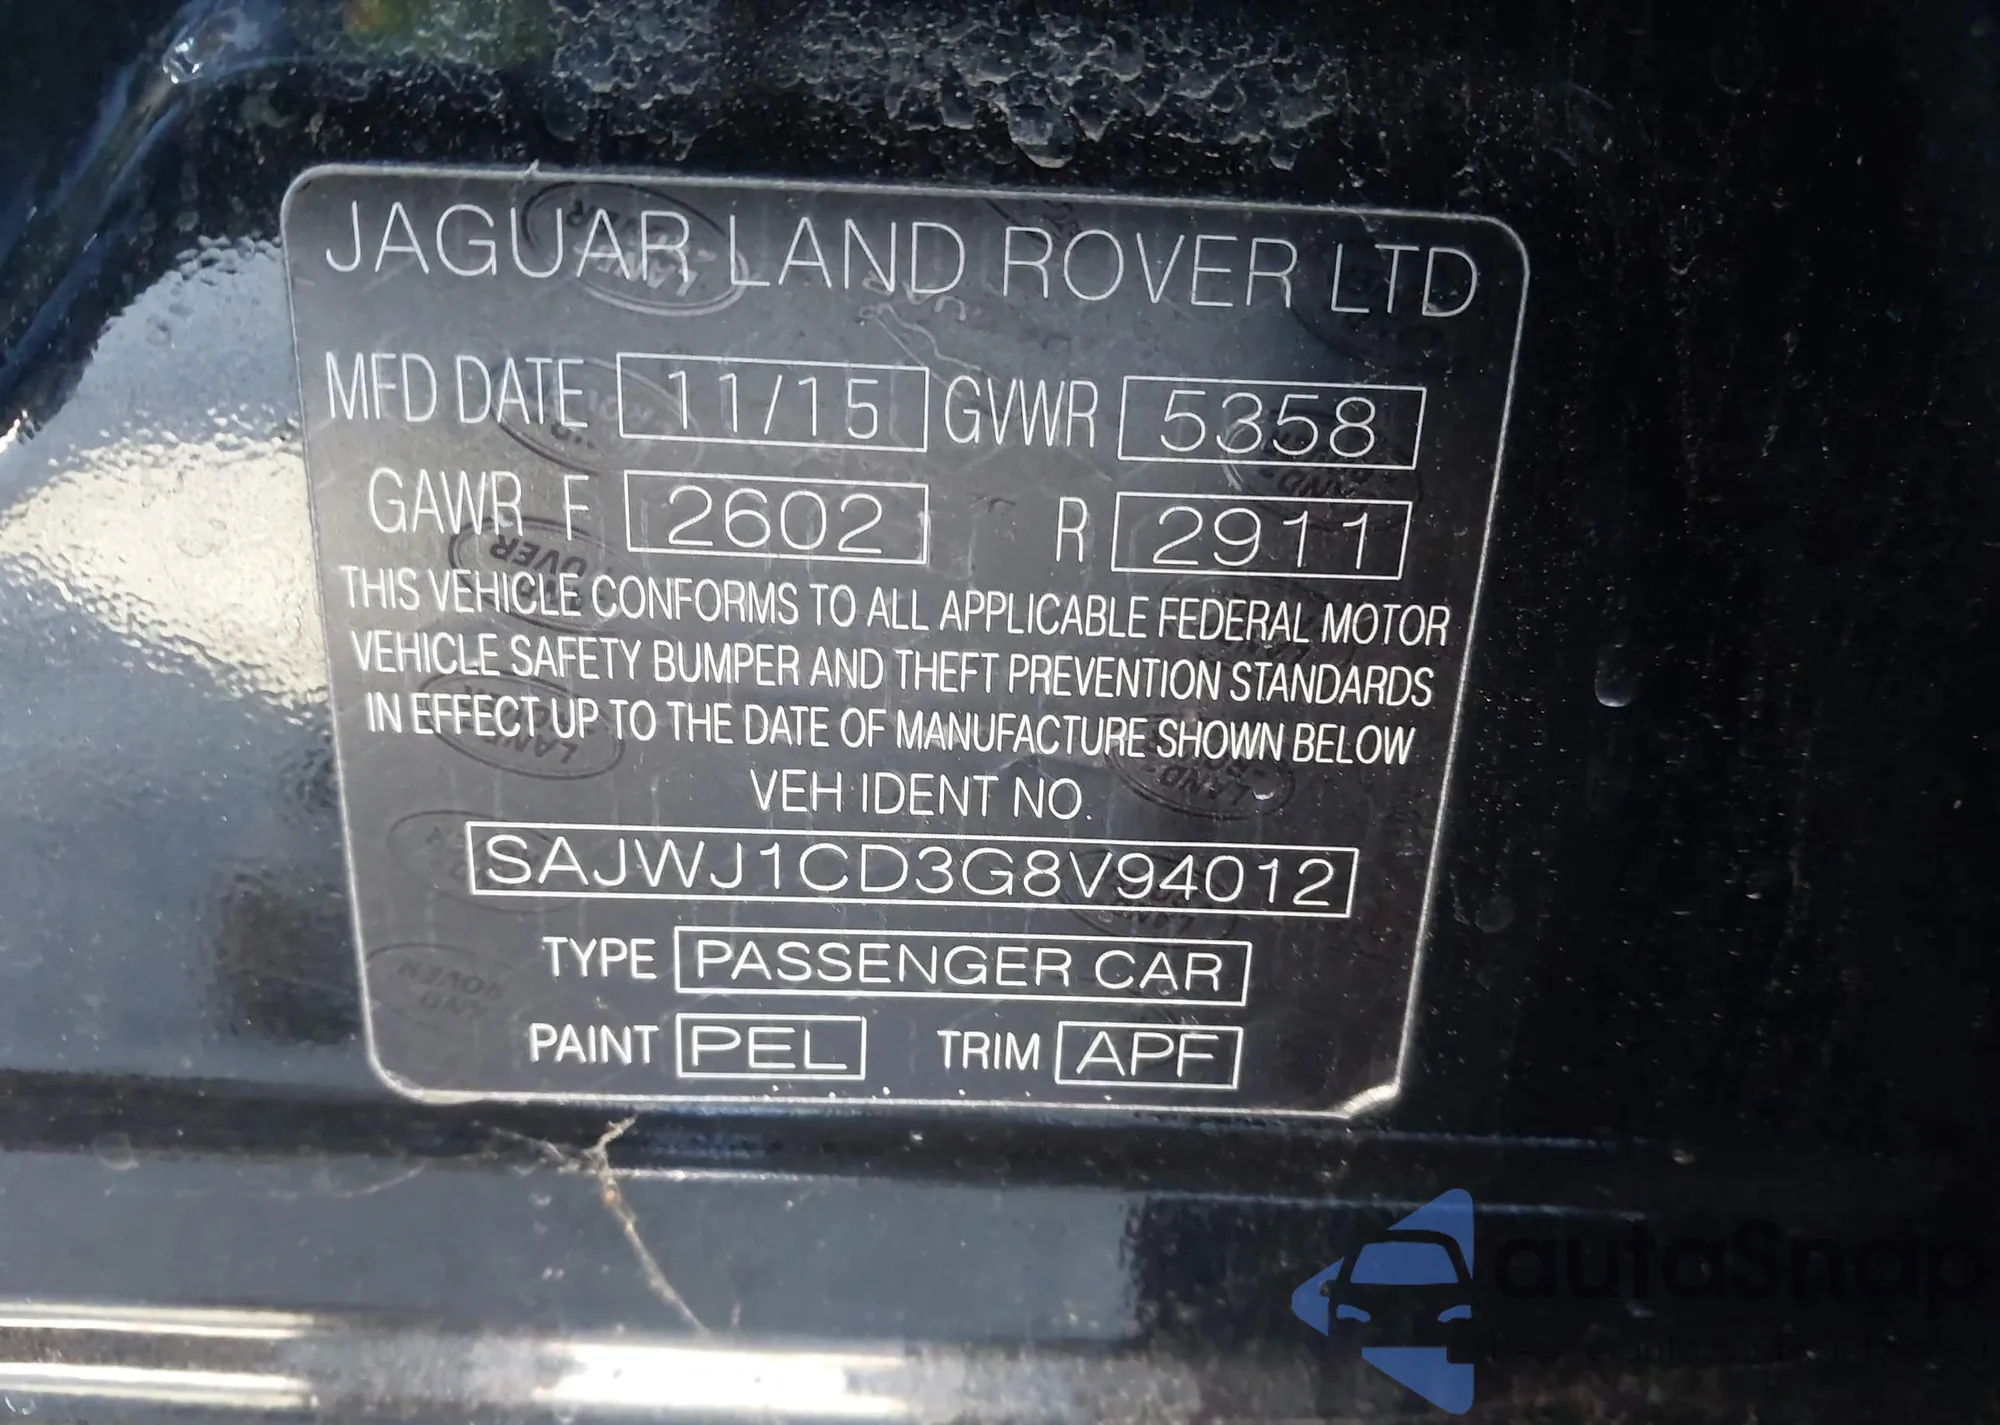 JAGUAR LAND ROVER LTD
MFD DATE 11/15 GVWR 5358
GAWR F 2602 R 2911
THIS VEHICLE CONFORMS TO ALL APPLICABLE FEDERAL MOTOR
VEHICLE SAFETY BUMPER AND THEFT PREVENTION STANDARDS
IN EFFECT UP TO THE DATE OF MANUFACTURE SHOWN BELOW
VEH IDENT NO.
SAJWJ1CD3G8V94012
TYPE PASSENGER CAR
PAINT PEL TRIM APF
autoSnap